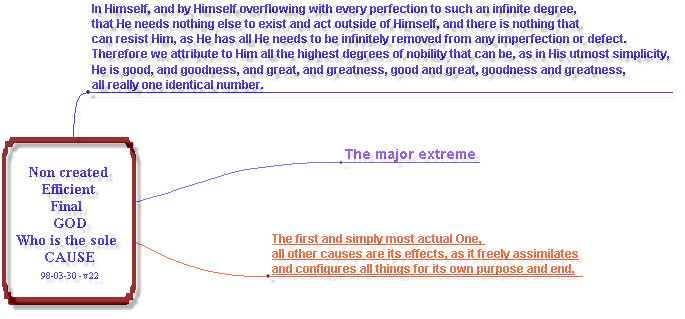 In Himself, and by Himself overflowing with every perfection to such an infinite degree,
that He needs nothing else to exist and act outside of Himself, and there is nothing that
can resist Him, as He has all He needs to be infinitely removed from any imperfection or defect.
Therefore we attribute to Him all the highest degrees of nobility that can be, as in His utmost simplicity,
He is good, and goodness, and great, and greatness, good and great, goodness and greatness,
all really one identical number.
The major extreme
Non created
Efficient
Final
GOD
Who is the sole
CAUSE
98-03-30 - v22
The first and simply most actual One,
all other causes are its effects, as it freely assimilates
and configures all things for its own purpose and end.